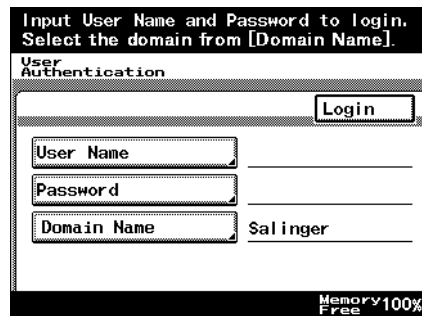 Input User Name and Password to login.
Select the domain from [Domain Name].
User
Authentication
Login
User Name
Password
Domain Name Salinger
Memory
Free 100%